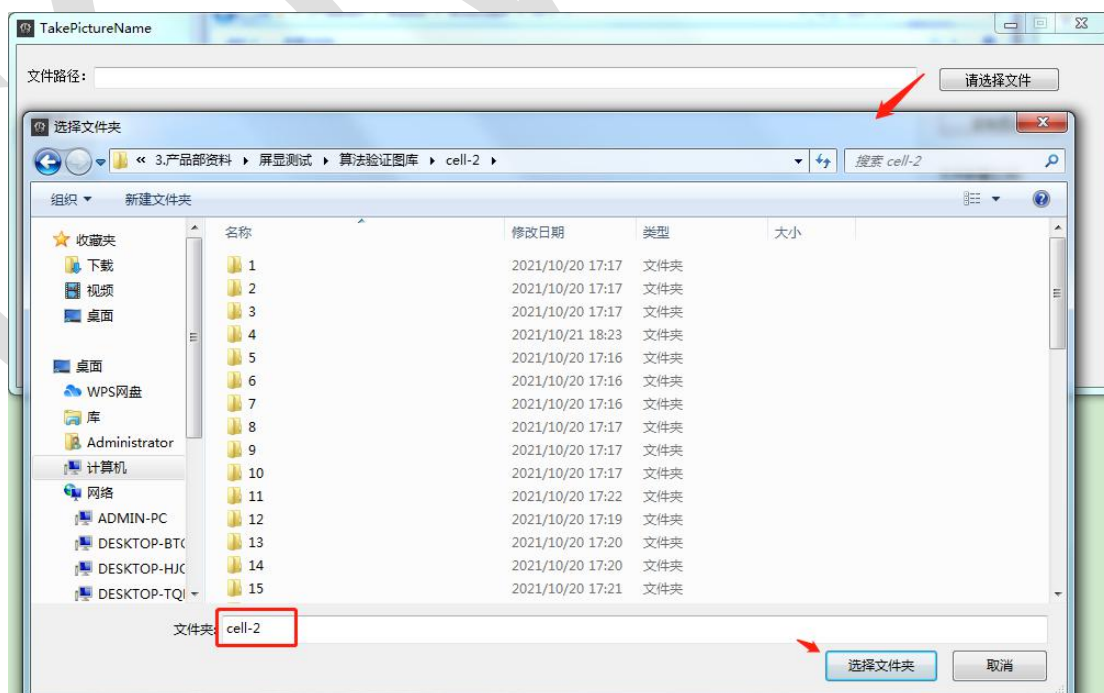 TakePictureName
文件路径：
请选择文件
选择文件夹
« 3.产品部资料 ▸ 屏显测试 ▸ 算法验证图库 ▸ cell-2 ▸
搜索 cell-2
组织 新建文件夹
名称 修改日期 类型 大小
收藏夹
下载
视频
桌面
桌面
WPS网盘
库
Administrator
计算机
网络
ADMIN-PC
DESKTOP-BT
DESKTOP-HJ
DESKTOP-TQ
1 2021/10/20 17:17 文件夹
2 2021/10/20 17:17 文件夹
3 2021/10/20 17:17 文件夹
4 2021/10/21 18:23 文件夹
5 2021/10/20 17:16 文件夹
6 2021/10/20 17:16 文件夹
7 2021/10/20 17:16 文件夹
8 2021/10/20 17:17 文件夹
9 2021/10/20 17:17 文件夹
10 2021/10/20 17:17 文件夹
11 2021/10/20 17:22 文件夹
12 2021/10/20 17:19 文件夹
13 2021/10/20 17:20 文件夹
14 2021/10/20 17:20 文件夹
15 2021/10/20 17:21 文件夹
文件夹: cell-2
选择文件夹 取消